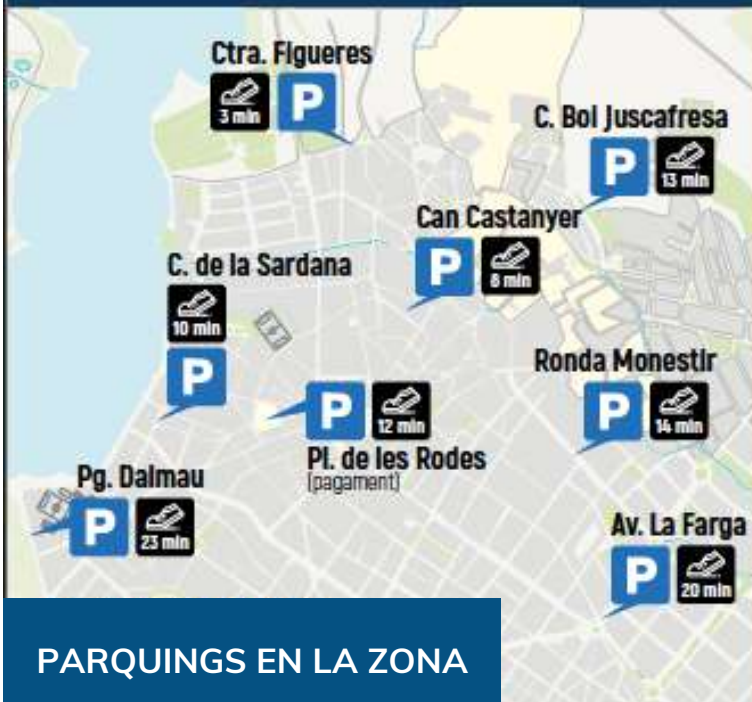 Ctra. Figueres
3 min
P
C. Boi Juscafresa
P
13 min
Can Castanyer
P
8 min
C. de la Sardana
10 min
P
Ronda Monestir
P
14 min
P
12 min
Pl. de les Rodes
(pagament)
Pg. Dalmau
P
23 min
Av. La Farga
P
20 min
PARQUINGS EN LA ZONA